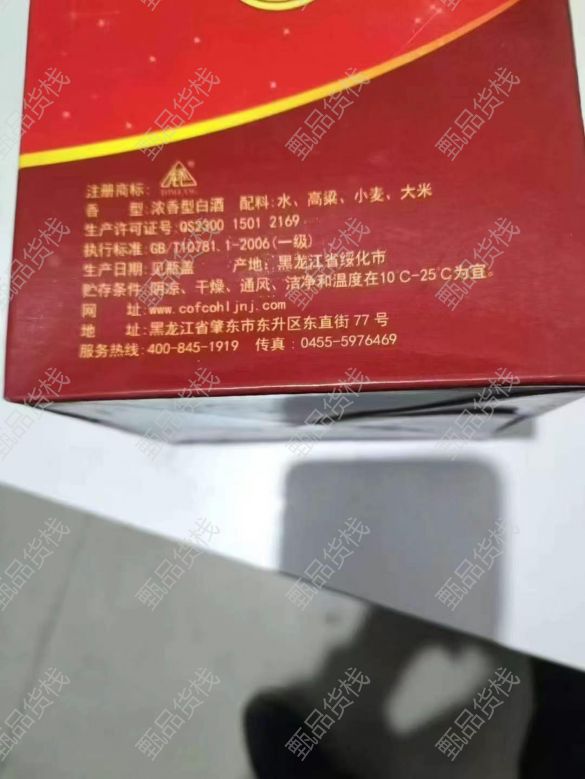 注册商标:
香 型:浓香型白酒 配料:水、高粱、小麦、大米
生产许可证号:QS2300 1501 2169
执行标准:GB/T10781.1-2006(一级)
生产日期:见瓶盖 产地:黑龙江省绥化市
贮存条件:阴凉、干燥、通风、洁净和温度在10℃-25℃为宜。
网 址:www.cofcohljnj.com
地 址:黑龙江省肇东市东升区东直街77号
服务热线:400-845-1919 传真:0455-5976469
甄品货栈